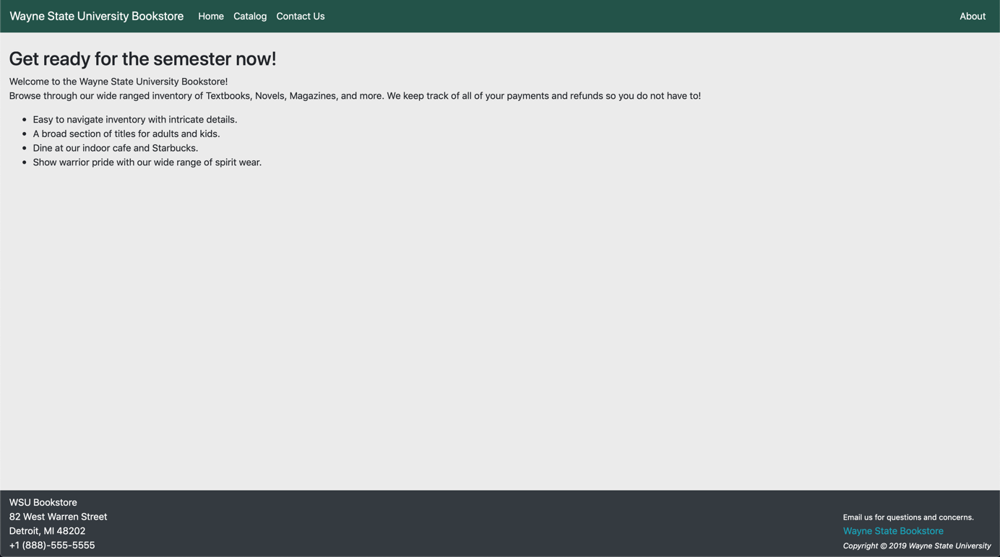 Wayne State University Bookstore Home Catalog Contact Us About
Get ready for the semester now!
Welcome to the Wayne State University Bookstore!
Browse through our wide ranged inventory of Textbooks, Novels, Magazines, and more. We keep track of all of your payments and refunds so you do not have to!
Easy to navigate inventory with intricate details.
A broad section of titles for adults and kids.
Dine at our indoor cafe and Starbucks.
Show warrior pride with our wide range of spirit wear.
WSU Bookstore
82 West Warren Street
Detroit, MI 48202
+1 (888)-555-5555
Email us for questions and concerns.
Wayne State Bookstore
Copyright © 2019 Wayne State University